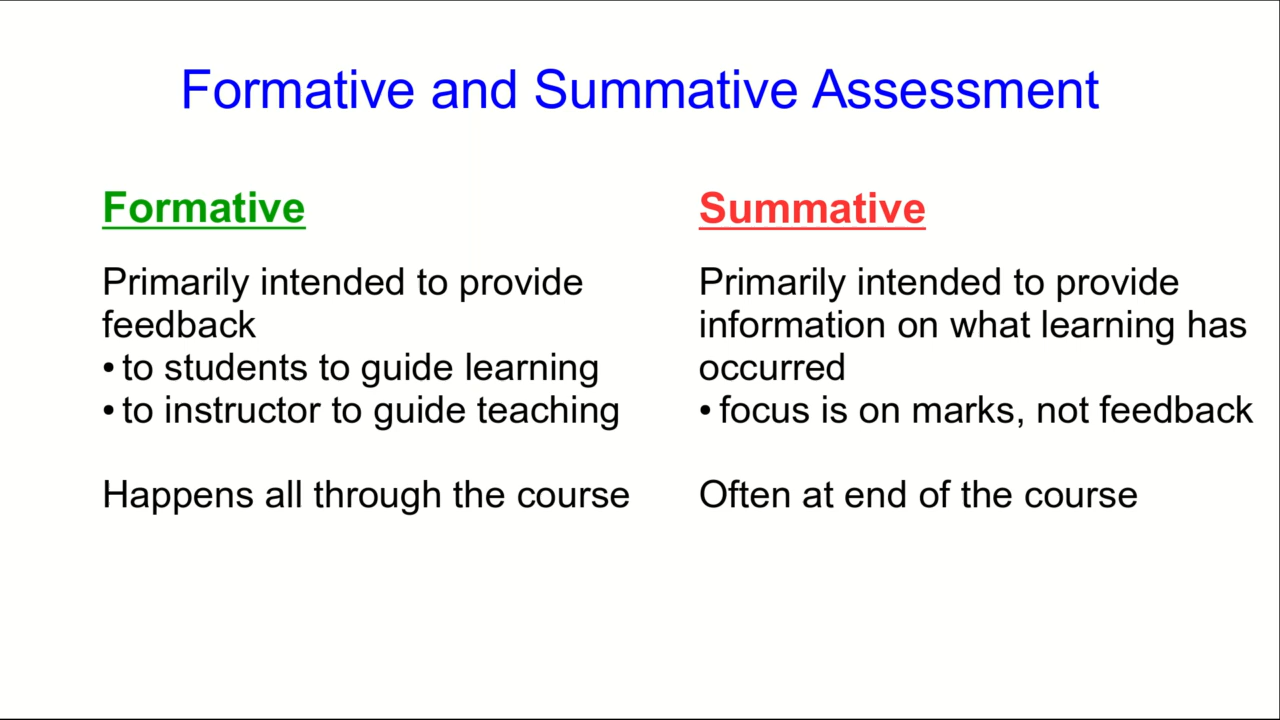 Formative and Summative Assessment
Formative
Primarily intended to provide
feedback
• to students to guide learning
• to instructor to guide teaching
Happens all through the course
Summative
Primarily intended to provide
information on what learning has
occurred
• focus is on marks, not feedback
Often at end of the course